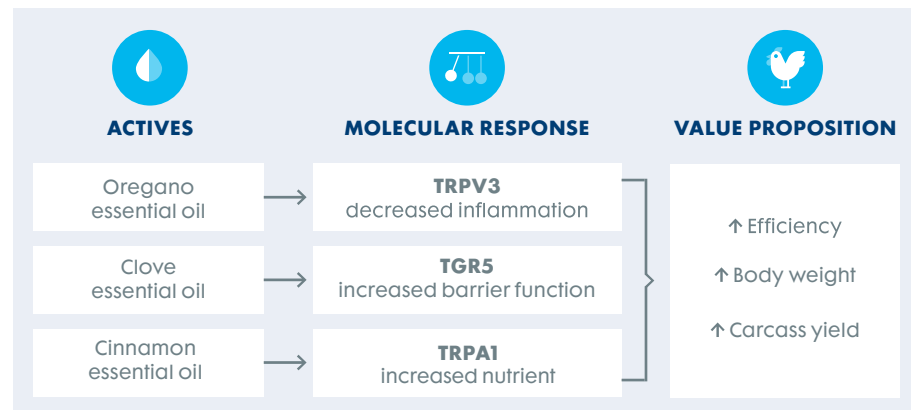 ACTIVES
MOLECULAR RESPONSE
VALUE PROPOSITION
Oregano
essential oil
TRPV3
decreased inflammation
Clove
essential oil
TGR5
increased barrier function
Cinnamon
essential oil
TRPA1
increased nutrient
↑ Efficiency
↑ Body weight
↑ Carcass yield